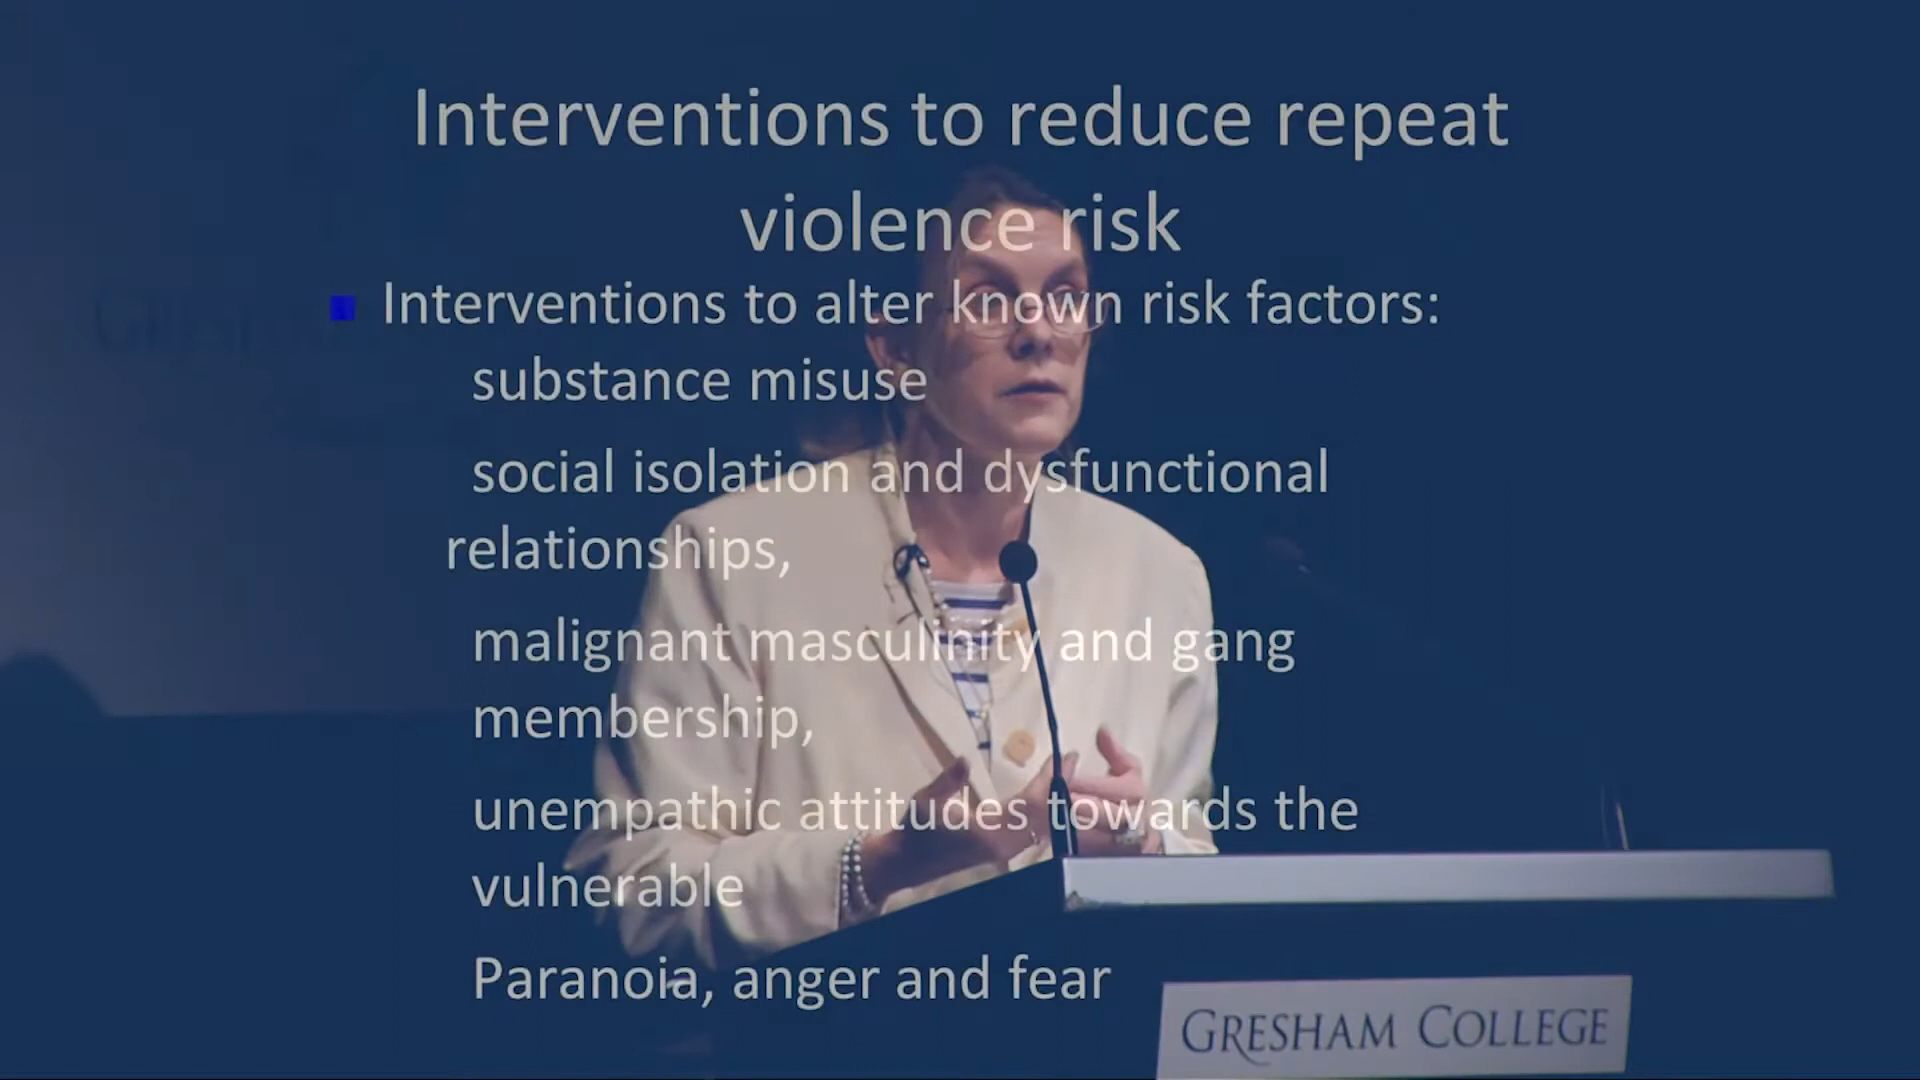 Interventions to reduce repeat
violence risk
Interventions to alter known risk factors:
substance misuse
social isolation and dysfunctional
relationships,
malignant masculinity and gang
membership,
unempathic attitudes towards the
vulnerable
Paranoia, anger and fear
GRESHAM COLLEGE